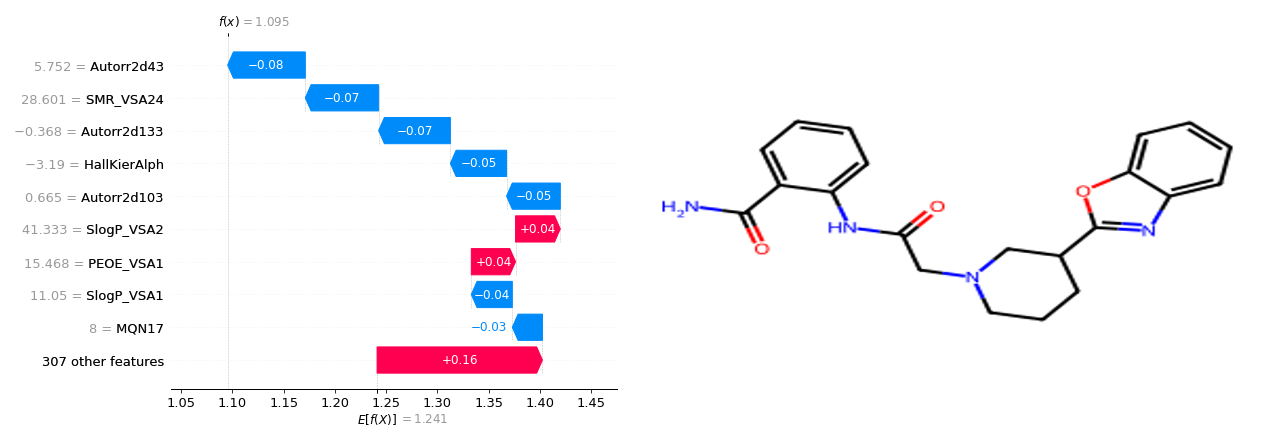 f(x) = 1.095
5.752 = Autorr2d43
−0.08
28.601 = SMR_VSA24
−0.07
−0.368 = Autorr2d133
−0.07
−3.19 = HallKierAlph
−0.05
0.665 = Autorr2d103
−0.05
41.333 = SlogP_VSA2
+0.04
15.468 = PEOE_VSA1
+0.04
11.05 = SlogP_VSA1
−0.04
8 = MQN17
−0.03
307 other features
+0.16
1.05 1.10 1.15 1.20 1.25 1.30 1.35 1.40 1.45
E[f(X)] = 1.241
H2N
O
HN
O
N
O
N